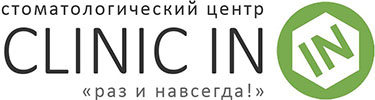 стоматологический центр
CLINIC IN
IN
«раз и навсегда!»